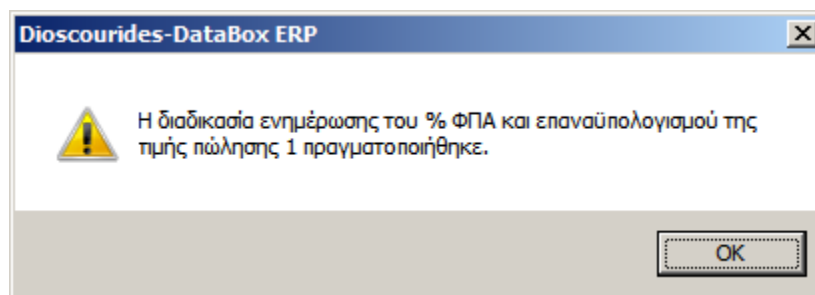 Dioscourides-DataBox ERP
Η διαδικασία ενημέρωσης του % ΦΠΑ και επαναϋπολογισμού της
τιμής πώλησης 1 πραγματοποιήθηκε.
OK